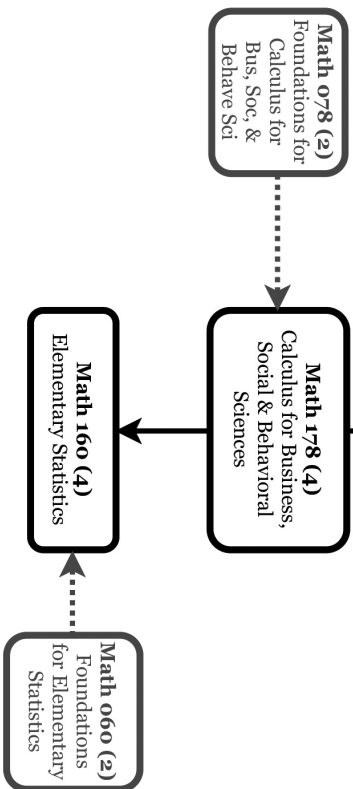 Math 078 (2)
Foundations for
Calculus for
Bus, Soc, &
Behave Sci
Math 178 (4)
Calculus for Business,
Social & Behavioral
Sciences
Math 160 (4)
Elementary Statistics
Math 060 (2)
Foundations
for Elementary
Statistics